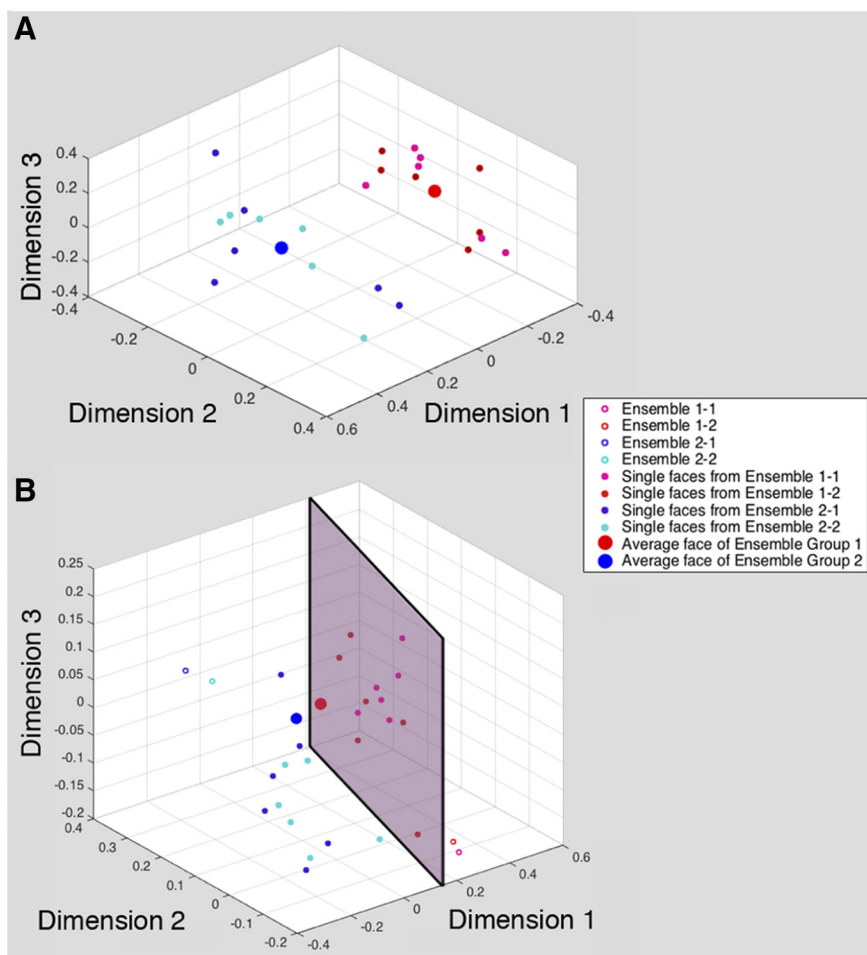 A
Dimension 3
0.4
0.2
0
-0.2
-0.4
-0.4
-0.2
0
0.2
0.4
Dimension 2
0.6
0.4
0.2
0
-0.2
-0.4
Dimension 1
Ensemble 1-1
Ensemble 1-2
Ensemble 2-1
Ensemble 2-2
Single faces from Ensemble 1-1
Single faces from Ensemble 1-2
Single faces from Ensemble 2-1
Single faces from Ensemble 2-2
Average face of Ensemble Group 1
Average face of Ensemble Group 2
B
Dimension 3
0.25
0.2
0.15
0.1
0.05
0
-0.05
-0.1
-0.15
-0.2
0.4
0.3
0.2
0.1
0
-0.1
-0.2
Dimension 2
-0.4
-0.2
0
0.2
0.4
0.6
Dimension 1